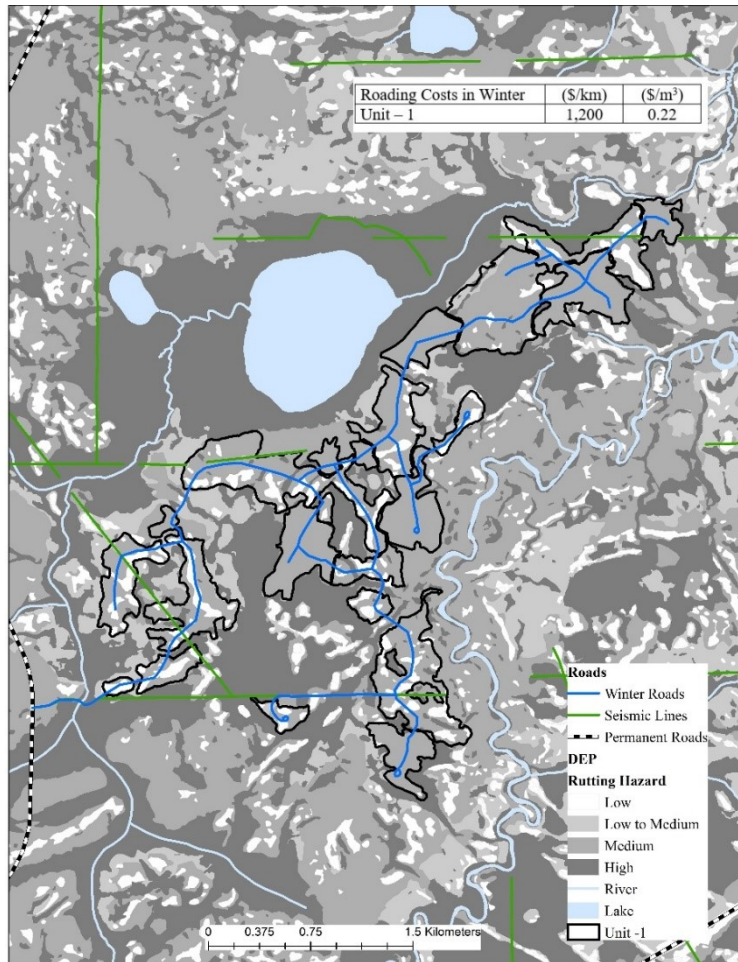 Roading Costs in Winter ($/km) ($/m³)
Unit – 1 1,200 0.22
Roads
Winter Roads
Seismic Lines
Permanent Roads
DEP
Rutting Hazard
Low
Low to Medium
Medium
High
River
Lake
Unit -1
0 0.375 0.75 1.5 Kilometers